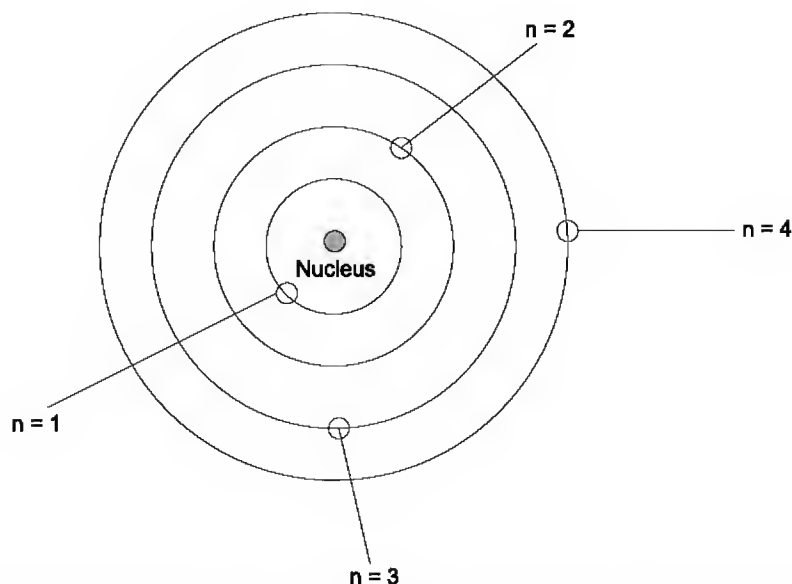 n = 2
n = 4
Nucleus
n = 1
n = 3